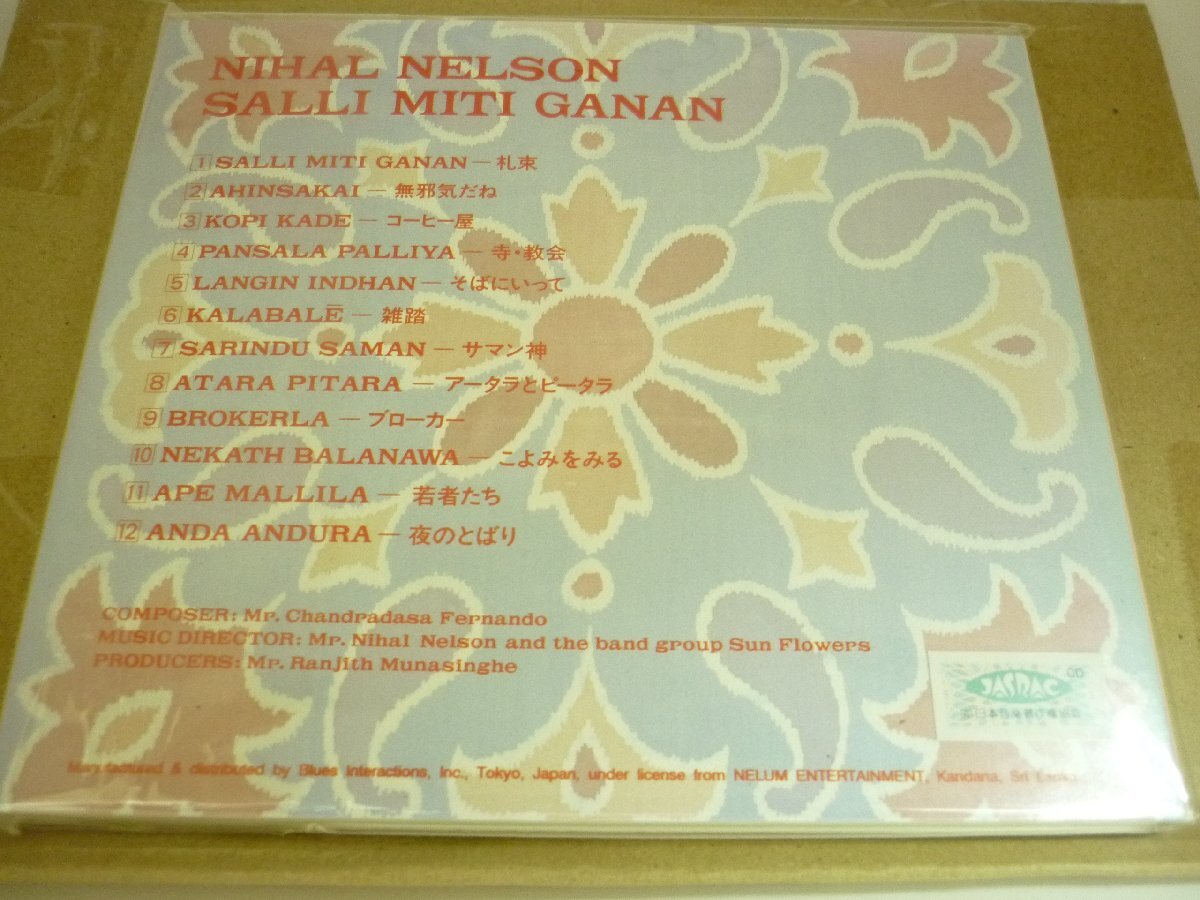 NIHAL NELSON
SALLI MITI GANAN
1 SALLI MITI GANAN — 札束
2 AHINSAKAI — 無邪気だね
3 KOPI KADE — コーヒー屋
4 PANSALA PALLIYA — 寺・教会
5 LANGIN INDHAN — そばにいって
6 KALABALĒ — 雑踏
7 SARINDU SAMAN — サマン神
8 ATARA PITARA — アータラとピータラ
9 BROKERLA — ブローカー
10 NEKATH BALANAWA — こよみをみる
11 APE MALLILA — 若者たち
12 ANDA ANDURA — 夜のとばり
COMPOSER: Mr. Chandradasa Fernando
MUSIC DIRECTOR: Mr. Nihal Nelson and the band group Sun Flowers
PRODUCERS: Mr. Ranjith Munasinghe
CD
JASRAC
Manufactured & distributed by Blues Interactions, Inc., Tokyo, Japan, under license from NELUM ENTERTAINMENT, Kandana, Sri Lanka